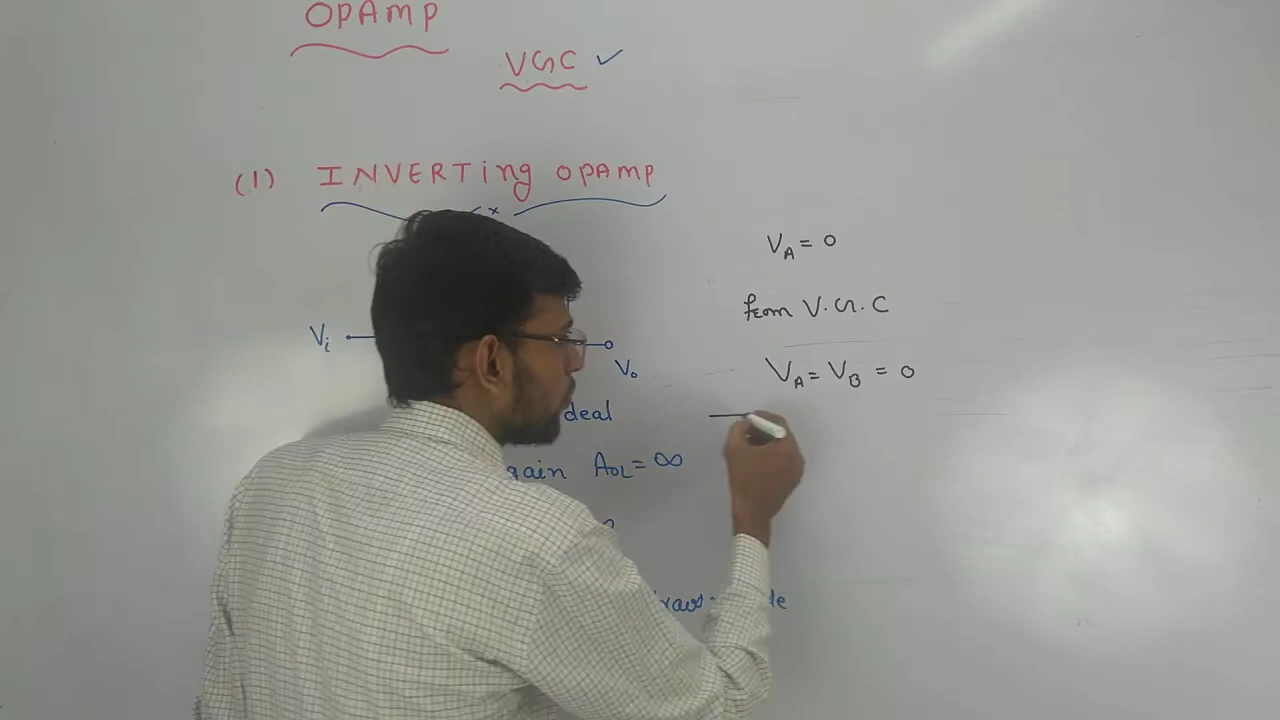 OPAMP
VGC ✓
(1) INVERTing OPAMP
Vi
Vo
deal
gain AOL = ∞
VA = 0
from V.G.C
VA = VB = 0